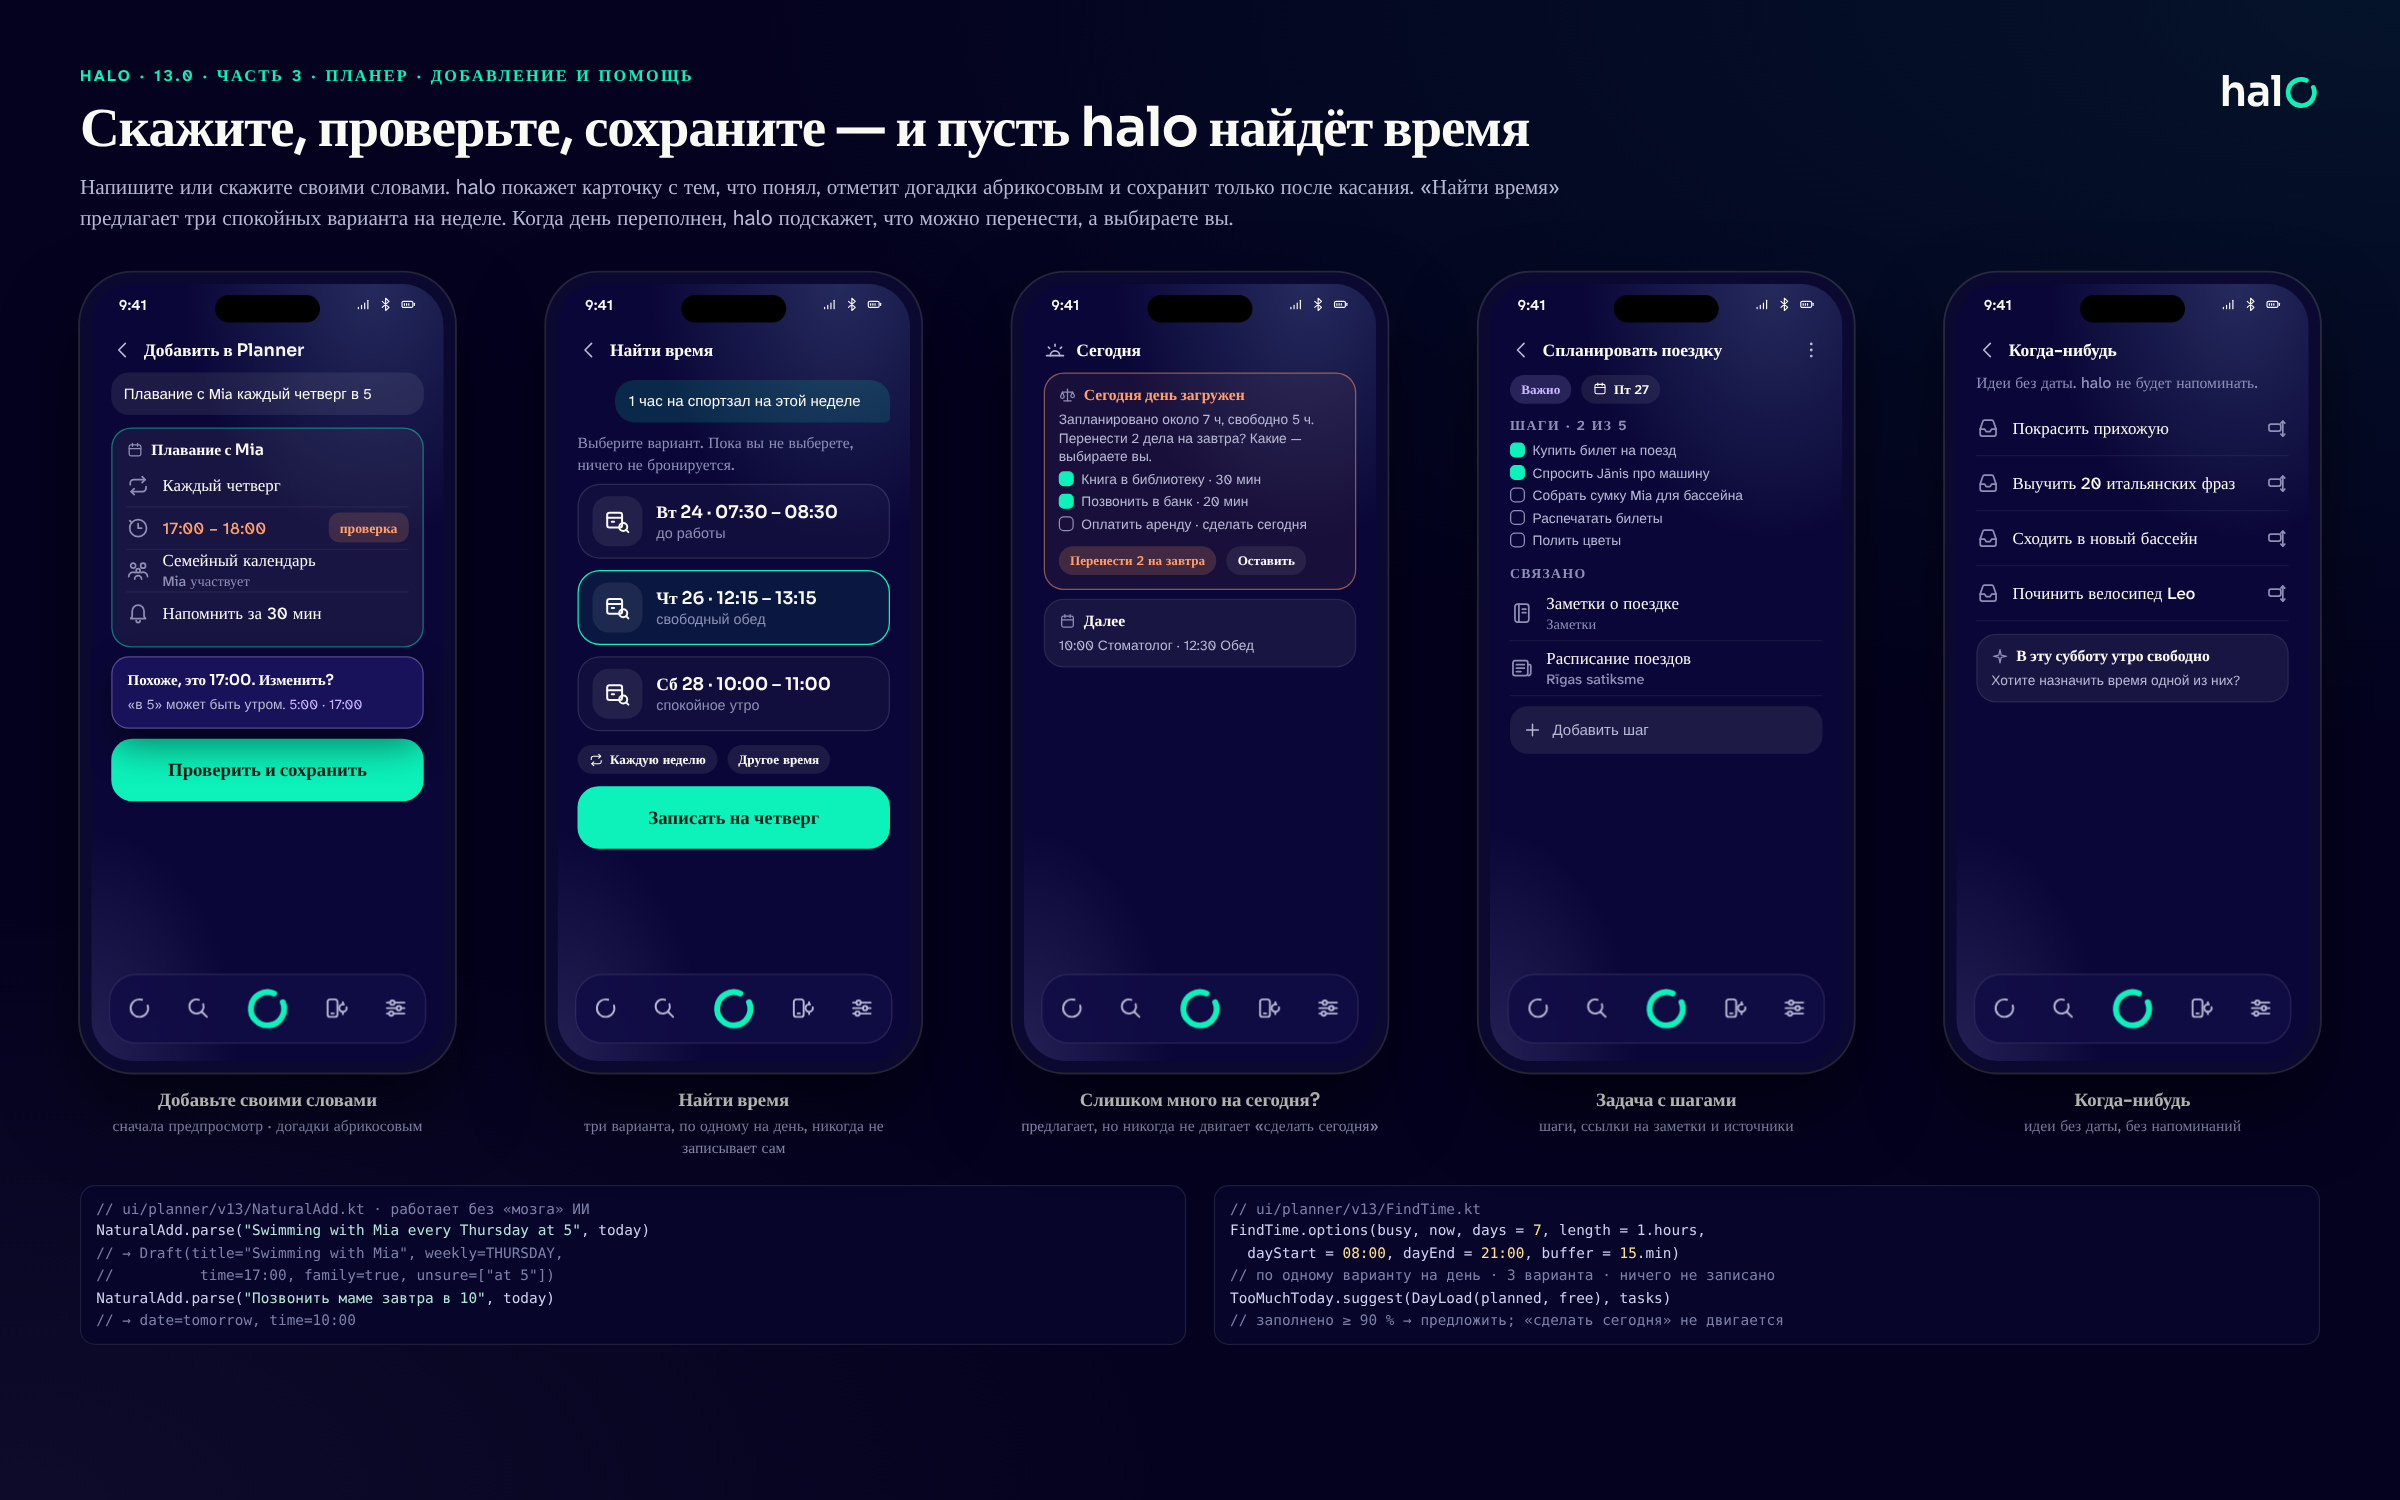 HALO · 13.0 · ЧАСТЬ 3 · ПЛАНЕР · ДОБАВЛЕНИЕ И ПОМОЩЬ
halo
Скажите, проверьте, сохраните — и пусть halo найдёт время
Напишите или скажите своими словами. halo покажет карточку с тем, что понял, отметит догадки абрикосовым и сохранит только после касания. «Найти время»
предлагает три спокойных варианта на неделе. Когда день переполнен, halo подскажет, что можно перенести, а выбираете вы.
9:41
Добавить в Planner
Плавание с Mia каждый четверг в 5
Плавание с Mia
Каждый четверг
17:00 – 18:00
проверка
Семейный календарь
Mia участвует
Напомнить за 30 мин
Похоже, это 17:00. Изменить?
«в 5» может быть утром. 5:00 · 17:00
Проверить и сохранить
Добавьте своими словами
сначала предпросмотр · догадки абрикосовым
9:41
Найти время
1 час на спортзал на этой неделе
Выберите вариант. Пока вы не выберете,
ничего не бронируется.
Вт 24 · 07:30 – 08:30
до работы
Чт 26 · 12:15 – 13:15
свободный обед
Сб 28 · 10:00 – 11:00
спокойное утро
Каждую неделю
Другое время
Записать на четверг
Найти время
три варианта, по одному на день, никогда не
записывает сам
9:41
Сегодня
Сегодня день загружен
Запланировано около 7 ч, свободно 5 ч.
Перенести 2 дела на завтра? Какие —
выбираете вы.
Книга в библиотеку · 30 мин
Позвонить в банк · 20 мин
Оплатить аренду · сделать сегодня
Перенести 2 на завтра
Оставить
Далее
10:00 Стоматолог · 12:30 Обед
Слишком много на сегодня?
предлагает, но никогда не двигает «сделать сегодня»
9:41
Спланировать поездку
Важно
Пт 27
ШАГИ · 2 ИЗ 5
Купить билет на поезд
Спросить Jānis про машину
Собрать сумку Mia для бассейна
Распечатать билеты
Полить цветы
СВЯЗАНО
Заметки о поездке
Заметки
Расписание поездов
Rīgas satiksme
Добавить шаг
Задача с шагами
шаги, ссылки на заметки и источники
9:41
Когда-нибудь
Идеи без даты. halo не будет напоминать.
Покрасить прихожую
Выучить 20 итальянских фраз
Сходить в новый бассейн
Починить велосипед Leo
В эту субботу утро свободно
Хотите назначить время одной из них?
Когда-нибудь
идеи без даты, без напоминаний
// ui/planner/v13/NaturalAdd.kt · работает без «мозга» ИИ
NaturalAdd.parse("Swimming with Mia every Thursday at 5", today)
// → Draft(title="Swimming with Mia", weekly=THURSDAY,
//          time=17:00, family=true, unsure=["at 5"])
NaturalAdd.parse("Позвонить маме завтра в 10", today)
// → date=tomorrow, time=10:00
// ui/planner/v13/FindTime.kt
FindTime.options(busy, now, days = 7, length = 1.hours,
  dayStart = 08:00, dayEnd = 21:00, buffer = 15.min)
// по одному варианту на день · 3 варианта · ничего не записано
TooMuchToday.suggest(DayLoad(planned, free), tasks)
// заполнено ≥ 90 % → предложить; «сделать сегодня» не двигается